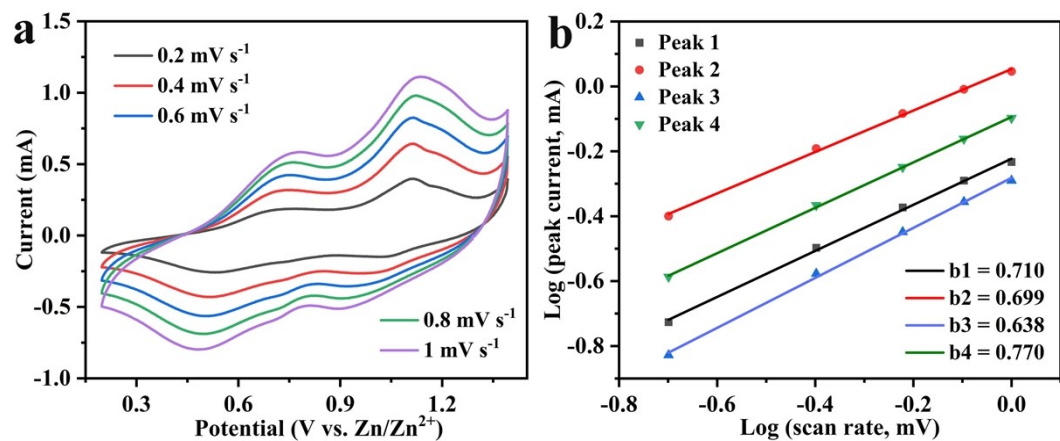 a
1.5
1.0
0.5
0.0
-0.5
-1.0
Current (mA)
0.2 mV s⁻¹
0.4 mV s⁻¹
0.6 mV s⁻¹
0.8 mV s⁻¹
1 mV s⁻¹
0.3 0.6 0.9 1.2
Potential (V vs. Zn/Zn²⁺)
b
0.2
0.0
-0.2
-0.4
-0.6
-0.8
Log (peak current, mA)
Peak 1
Peak 2
Peak 3
Peak 4
b1 = 0.710
b2 = 0.699
b3 = 0.638
b4 = 0.770
-0.8 -0.6 -0.4 -0.2 0.0
Log (scan rate, mV)